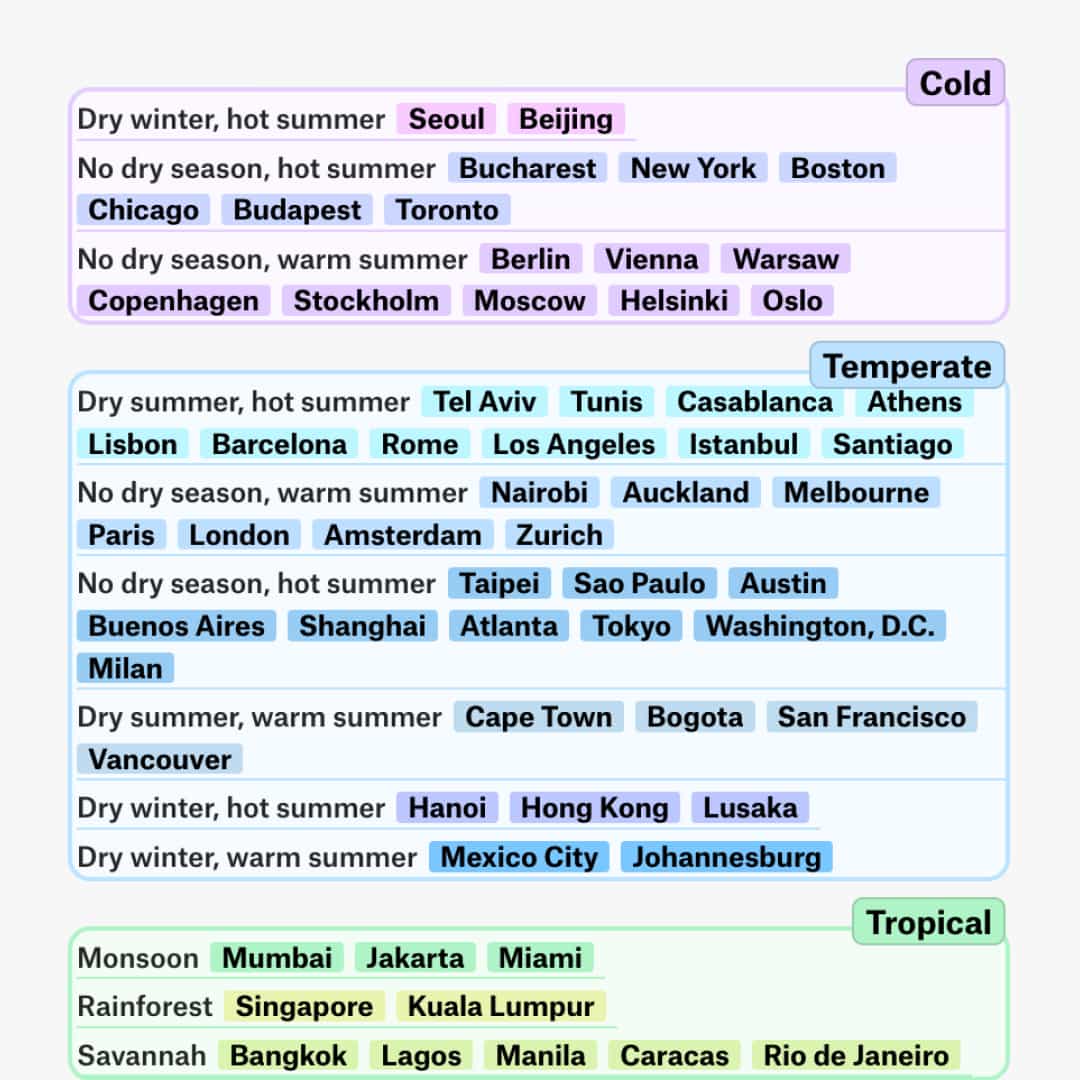 Cold
Dry winter, hot summer Seoul Beijing
No dry season, hot summer Bucharest New York Boston
Chicago Budapest Toronto
No dry season, warm summer Berlin Vienna Warsaw
Copenhagen Stockholm Moscow Helsinki Oslo
Temperate
Dry summer, hot summer Tel Aviv Tunis Casablanca Athens
Lisbon Barcelona Rome Los Angeles Istanbul Santiago
No dry season, warm summer Nairobi Auckland Melbourne
Paris London Amsterdam Zurich
No dry season, hot summer Taipei Sao Paulo Austin
Buenos Aires Shanghai Atlanta Tokyo Washington, D.C.
Milan
Dry summer, warm summer Cape Town Bogota San Francisco
Vancouver
Dry winter, hot summer Hanoi Hong Kong Lusaka
Dry winter, warm summer Mexico City Johannesburg
Tropical
Monsoon Mumbai Jakarta Miami
Rainforest Singapore Kuala Lumpur
Savannah Bangkok Lagos Manila Caracas Rio de Janeiro